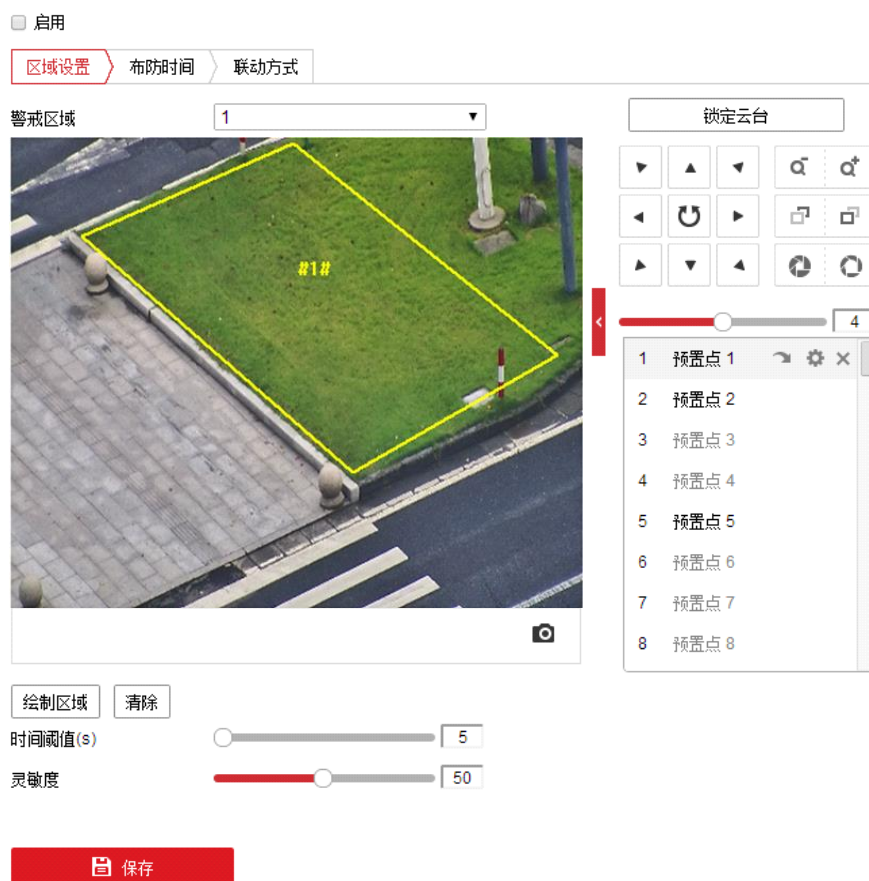 启用
区域设置 布防时间 联动方式
警戒区域 1 锁定云台
#1#
4
1 预置点 1
2 预置点 2
3 预置点 3
4 预置点 4
5 预置点 5
6 预置点 6
7 预置点 7
8 预置点 8
绘制区域 清除
时间阈值(s) 5
灵敏度 50
保存